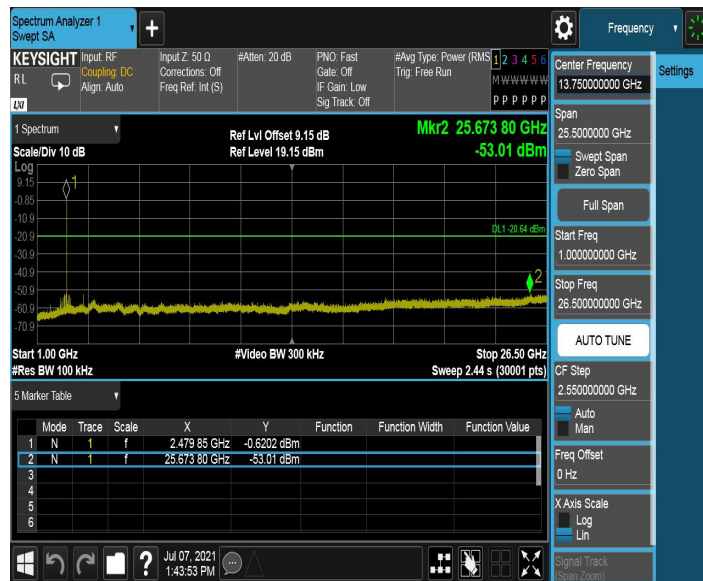 Spectrum Analyzer 1
Swept SA
+
Frequency
KEYSIGHT
RL
LXI
Input: RF
Coupling: DC
Align: Auto
Input Z: 50 Ω
Corrections: Off
Freq Ref: Int (S)
#Atten: 20 dB
PNO: Fast
Gate: Off
IF Gain: Low
Sig Track: Off
#Avg Type: Power (RMS
Trig: Free Run
1 2 3 4 5 6
M W W W W W
P P P P P P
Center Frequency
13.750000000 GHz
Settings
1 Spectrum
Scale/Div 10 dB
Ref Lvl Offset 9.15 dB
Ref Level 19.15 dBm
Mkr2 25.673 80 GHz
-53.01 dBm
Span
25.5000000 GHz
Swept Span
Zero Span
Full Span
Log
9.15
-0.85
-10.9
-20.9
-30.9
-40.9
-50.9
-60.9
-70.9
1
DL1 -20.64 dBm
2
Start Freq
1.000000000 GHz
Stop Freq
26.500000000 GHz
AUTO TUNE
Start 1.00 GHz
#Res BW 100 kHz
#Video BW 300 kHz
Stop 26.50 GHz
Sweep 2.44 s (30001 pts)
CF Step
2.550000000 GHz
Auto
Man
5 Marker Table
Mode Trace Scale X Y Function Function Width Function Value
1 N 1 f 2.479 85 GHz -0.6202 dBm
2 N 1 f 25.673 80 GHz -53.01 dBm
3
4
5
6
Freq Offset
0 Hz
X Axis Scale
Log
Lin
Signal Track
(Span Zoom)
?
Jul 07, 2021
1:43:53 PM